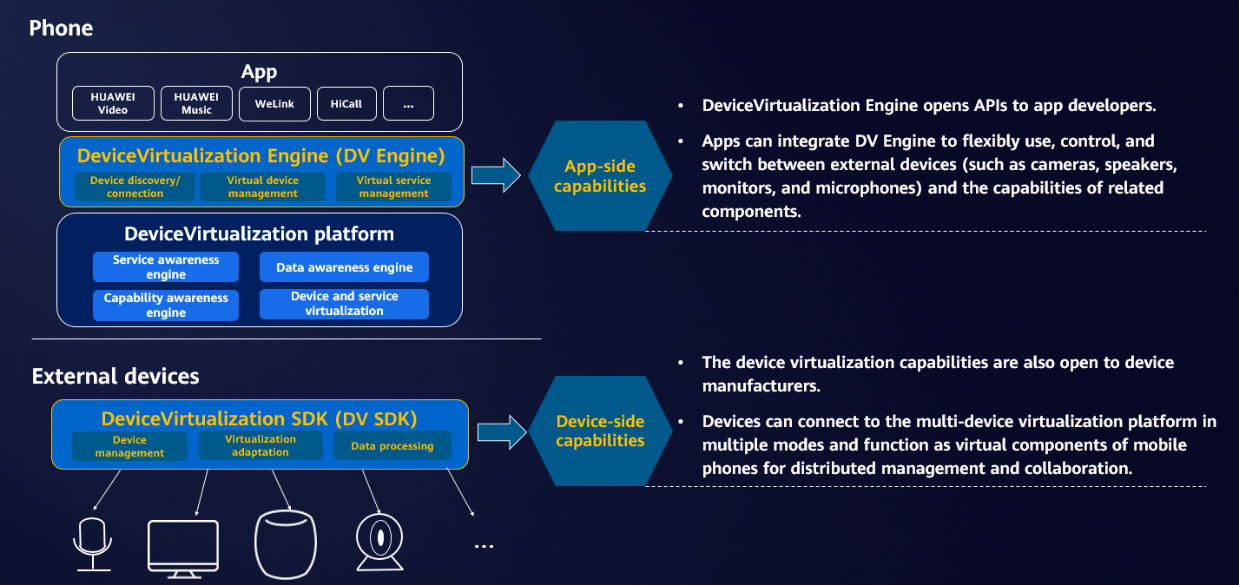 Phone
App
HUAWEI
Video
HUAWEI
Music
WeLink
HiCall
...
DeviceVirtualization Engine (DV Engine)
Device discovery/
connection
Virtual device
management
Virtual service
management
DeviceVirtualization platform
Service awareness
engine
Data awareness engine
Capability awareness
engine
Device and service
virtualization
App-side
capabilities
• DeviceVirtualization Engine opens APIs to app developers.
• Apps can integrate DV Engine to flexibly use, control, and
switch between external devices (such as cameras, speakers,
monitors, and microphones) and the capabilities of related
components.
External devices
DeviceVirtualization SDK (DV SDK)
Device
management
Virtualization
adaptation
Data processing
...
Device-side
capabilities
• The device virtualization capabilities are also open to device
manufacturers.
• Devices can connect to the multi-device virtualization platform in
multiple modes and function as virtual components of mobile
phones for distributed management and collaboration.